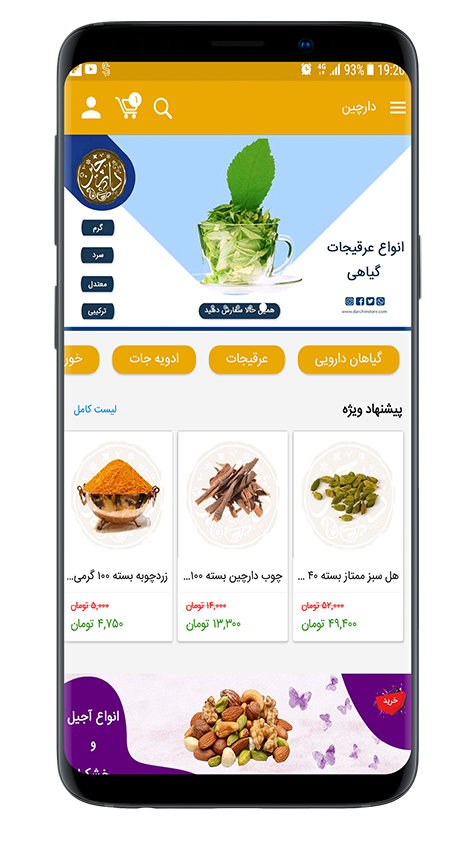 19:20 93% 4G
دارچین
1
دارچین
گرم
سرد
معتدل
ترکیبی
انواع عرقیجات
گیاهی
همین حالا سفارش دهید
www.darchinstore.com
گیاهان دارویی
عرقیجات
ادویه جات
خور
پیشنهاد ویژه
لیست کامل
هل سبز ممتاز بسته ۴۰ ...
۵۲,۰۰۰ تومان
۴۹,۴۰۰ تومان
چوب دارچین بسته ۱۰۰...
۱۴,۰۰۰ تومان
۱۳,۳۰۰ تومان
زردچوبه بسته ۱۰۰ گرمی...
۵,۰۰۰ تومان
۴,۷۵۰ تومان
خرید
انواع آجیل
و